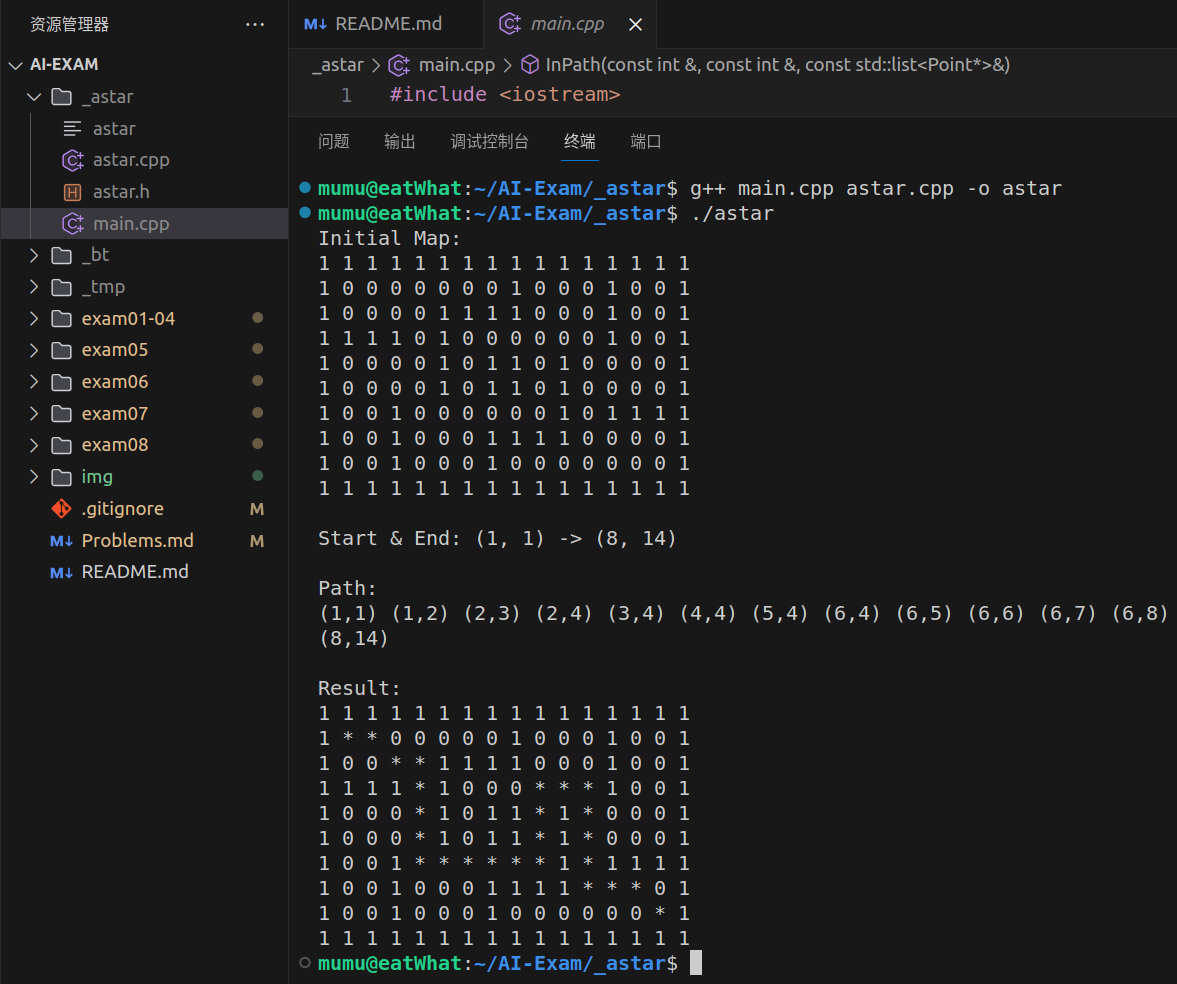 资源管理器 ···
AI-EXAM
_astar
astar
astar.cpp
astar.h
main.cpp
_bt
_tmp
exam01-04
exam05
exam06
exam07
exam08
img
.gitignore M
Problems.md M
README.md
README.md main.cpp
_astar > main.cpp > InPath(const int &, const int &, const std::list<Point*>&)
1 #include <iostream>
问题 输出 调试控制台 终端 端口
mumu@eatWhat:~/AI-Exam/_astar$ g++ main.cpp astar.cpp -o astar
mumu@eatWhat:~/AI-Exam/_astar$ ./astar
Initial Map:
1 1 1 1 1 1 1 1 1 1 1 1 1 1 1 1
1 0 0 0 0 0 0 0 1 0 0 0 1 0 0 1
1 0 0 0 0 1 1 1 1 0 0 0 1 0 0 1
1 1 1 1 0 1 0 0 0 0 0 0 1 0 0 1
1 0 0 0 0 1 0 1 1 0 1 0 0 0 0 1
1 0 0 0 0 1 0 1 1 0 1 0 0 0 0 1
1 0 0 1 0 0 0 0 0 0 1 0 1 1 1 1
1 0 0 1 0 0 0 1 1 1 1 0 0 0 0 1
1 0 0 1 0 0 0 1 0 0 0 0 0 0 0 1
1 1 1 1 1 1 1 1 1 1 1 1 1 1 1 1
Start & End: (1, 1) -> (8, 14)
Path:
(1,1) (1,2) (2,3) (2,4) (3,4) (4,4) (5,4) (6,4) (6,5) (6,6) (6,7) (6,8)
(8,14)
Result:
1 1 1 1 1 1 1 1 1 1 1 1 1 1 1 1
1 * * 0 0 0 0 0 1 0 0 0 1 0 0 1
1 0 0 * * 1 1 1 1 0 0 0 1 0 0 1
1 1 1 1 * 1 0 0 0 * * * 1 0 0 1
1 0 0 0 * 1 0 1 1 * 1 * 0 0 0 1
1 0 0 0 * 1 0 1 1 * 1 * 0 0 0 1
1 0 0 1 * * * * * * 1 * 1 1 1 1
1 0 0 1 0 0 0 1 1 1 1 * * * 0 1
1 0 0 1 0 0 0 1 0 0 0 0 0 0 * 1
1 1 1 1 1 1 1 1 1 1 1 1 1 1 1 1
mumu@eatWhat:~/AI-Exam/_astar$